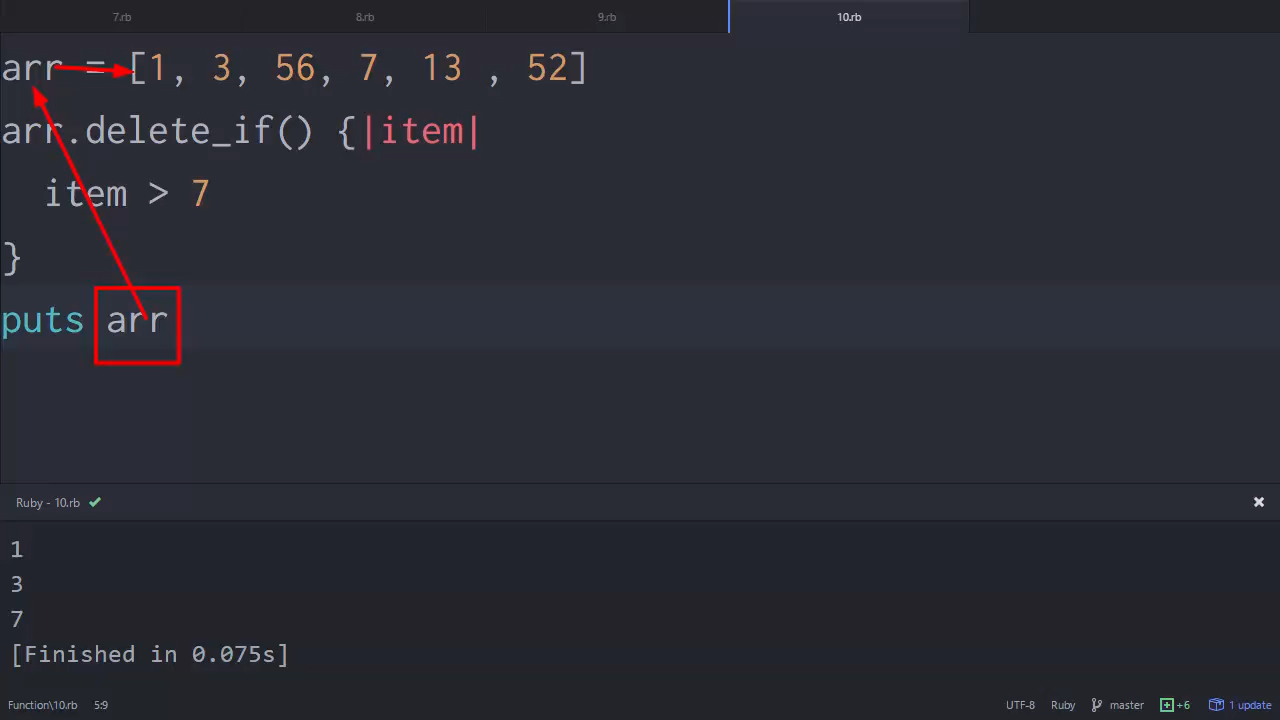 7.rb 8.rb 9.rb 10.rb
arr = [1, 3, 56, 7, 13 , 52]
arr.delete_if() {|item|
  item > 7
}
puts arr
Ruby - 10.rb
1
3
7
[Finished in 0.075s]
Function\10.rb 5:9 UTF-8 Ruby master +6 1 update